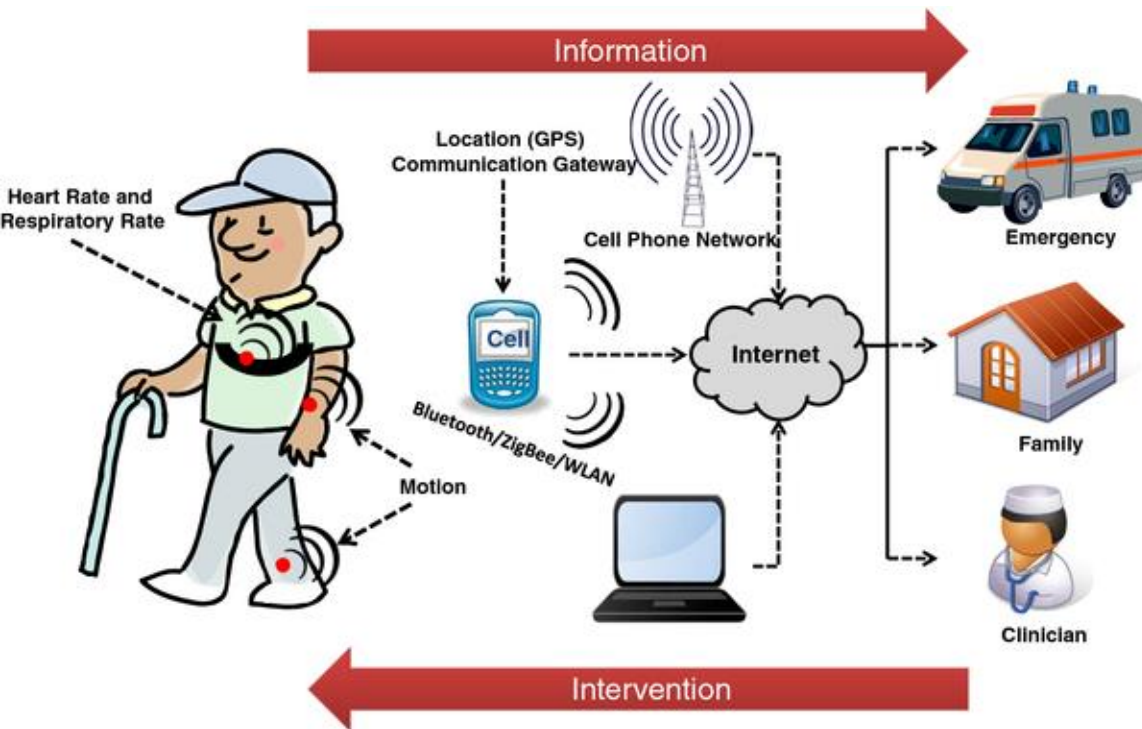 Information
Location (GPS)
Communication Gateway
Heart Rate and
Respiratory Rate
Cell Phone Network
Emergency
Cell
Internet
Bluetooth/ZigBee/WLAN
Family
Motion
Clinician
Intervention